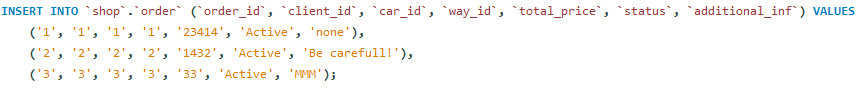 INSERT INTO `shop`.`order` (`order_id`, `client_id`, `car_id`, `way_id`, `total_price`, `status`, `additional_inf`) VALUES
('1', '1', '1', '1', '23414', 'Active', 'none'),
('2', '2', '2', '2', '1432', 'Active', 'Be carefull!'),
('3', '3', '3', '3', '33', 'Active', 'MMM');